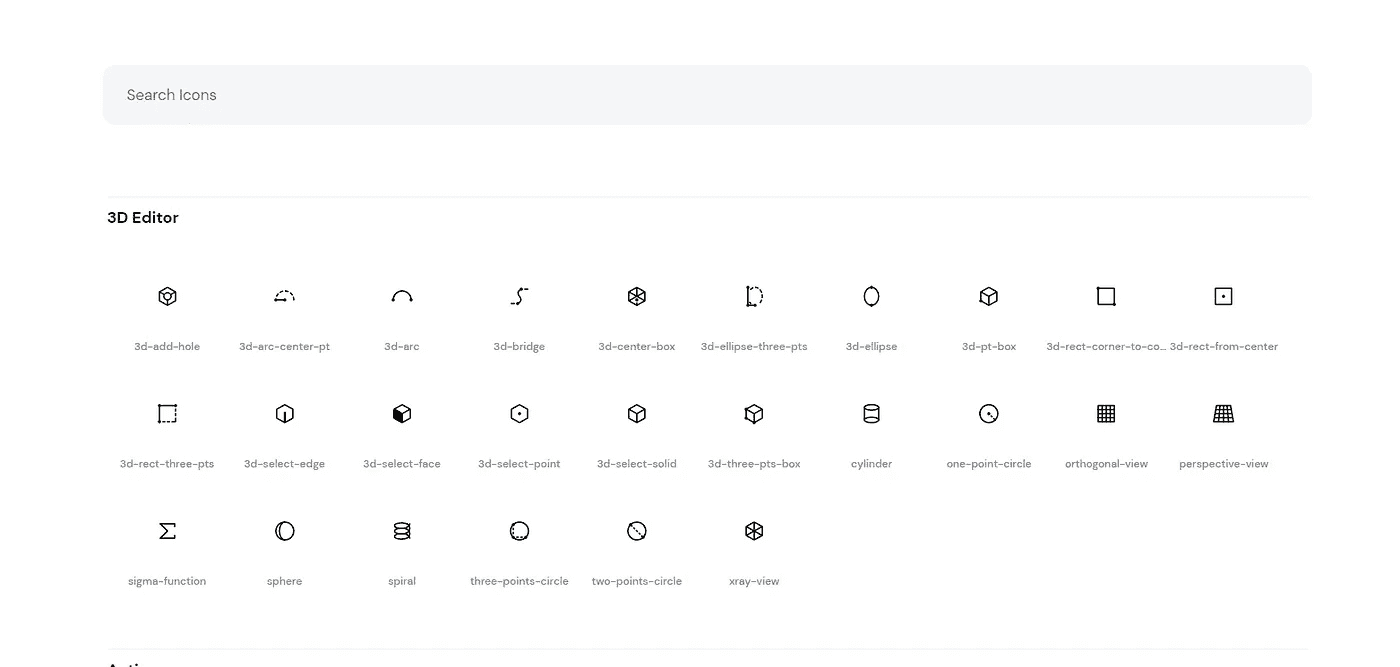 Search Icons
3D Editor
3d-add-hole 3d-arc-center-pt 3d-arc 3d-bridge 3d-center-box 3d-ellipse-three-pts 3d-ellipse 3d-pt-box 3d-rect-corner-to-co... 3d-rect-from-center
3d-rect-three-pts 3d-select-edge 3d-select-face 3d-select-point 3d-select-solid 3d-three-pts-box cylinder one-point-circle orthogonal-view perspective-view
sigma-function sphere spiral three-points-circle two-points-circle xray-view